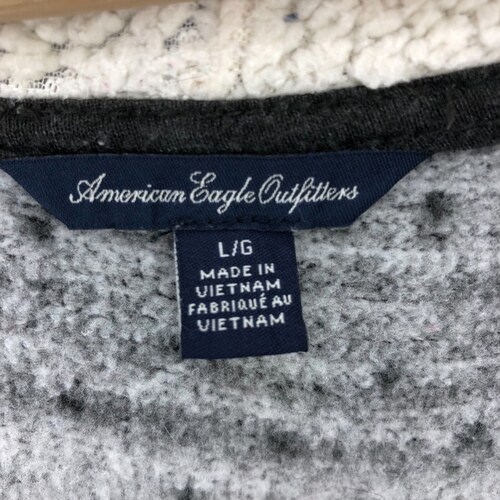 American Eagle Outfitters
L/G
MADE IN
VIETNAM
FABRIQUÉ AU
VIETNAM